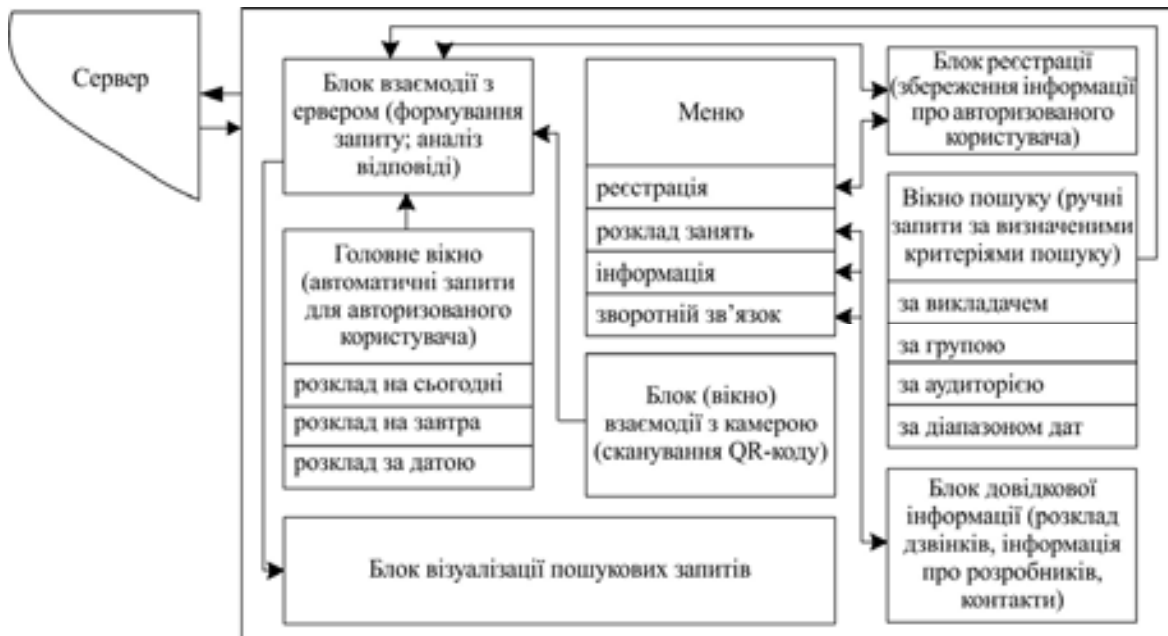 Сервер
Блок взаємодії з
ервером (формування
запиту; аналіз
відповіді)
Головне вікно
(автоматичні запити
для авторизованого
користувача)
розклад на сьогодні
розклад на завтра
розклад за датою
Блок візуалізації пошукових запитів
Меню
реєстрація
розклад занять
інформація
зворотній зв’язок
Блок (вікно)
взаємодії з камерою
(сканування QR-коду)
Блок реєстрації
(збереження інформації
про авторизованого
користувача)
Вікно пошуку (ручні
запити за визначеними
критеріями пошуку)
за викладачем
за групою
за аудиторією
за діапазоном дат
Блок довідкової
інформації (розклад
дзвінків, інформація
про розробників,
контакти)